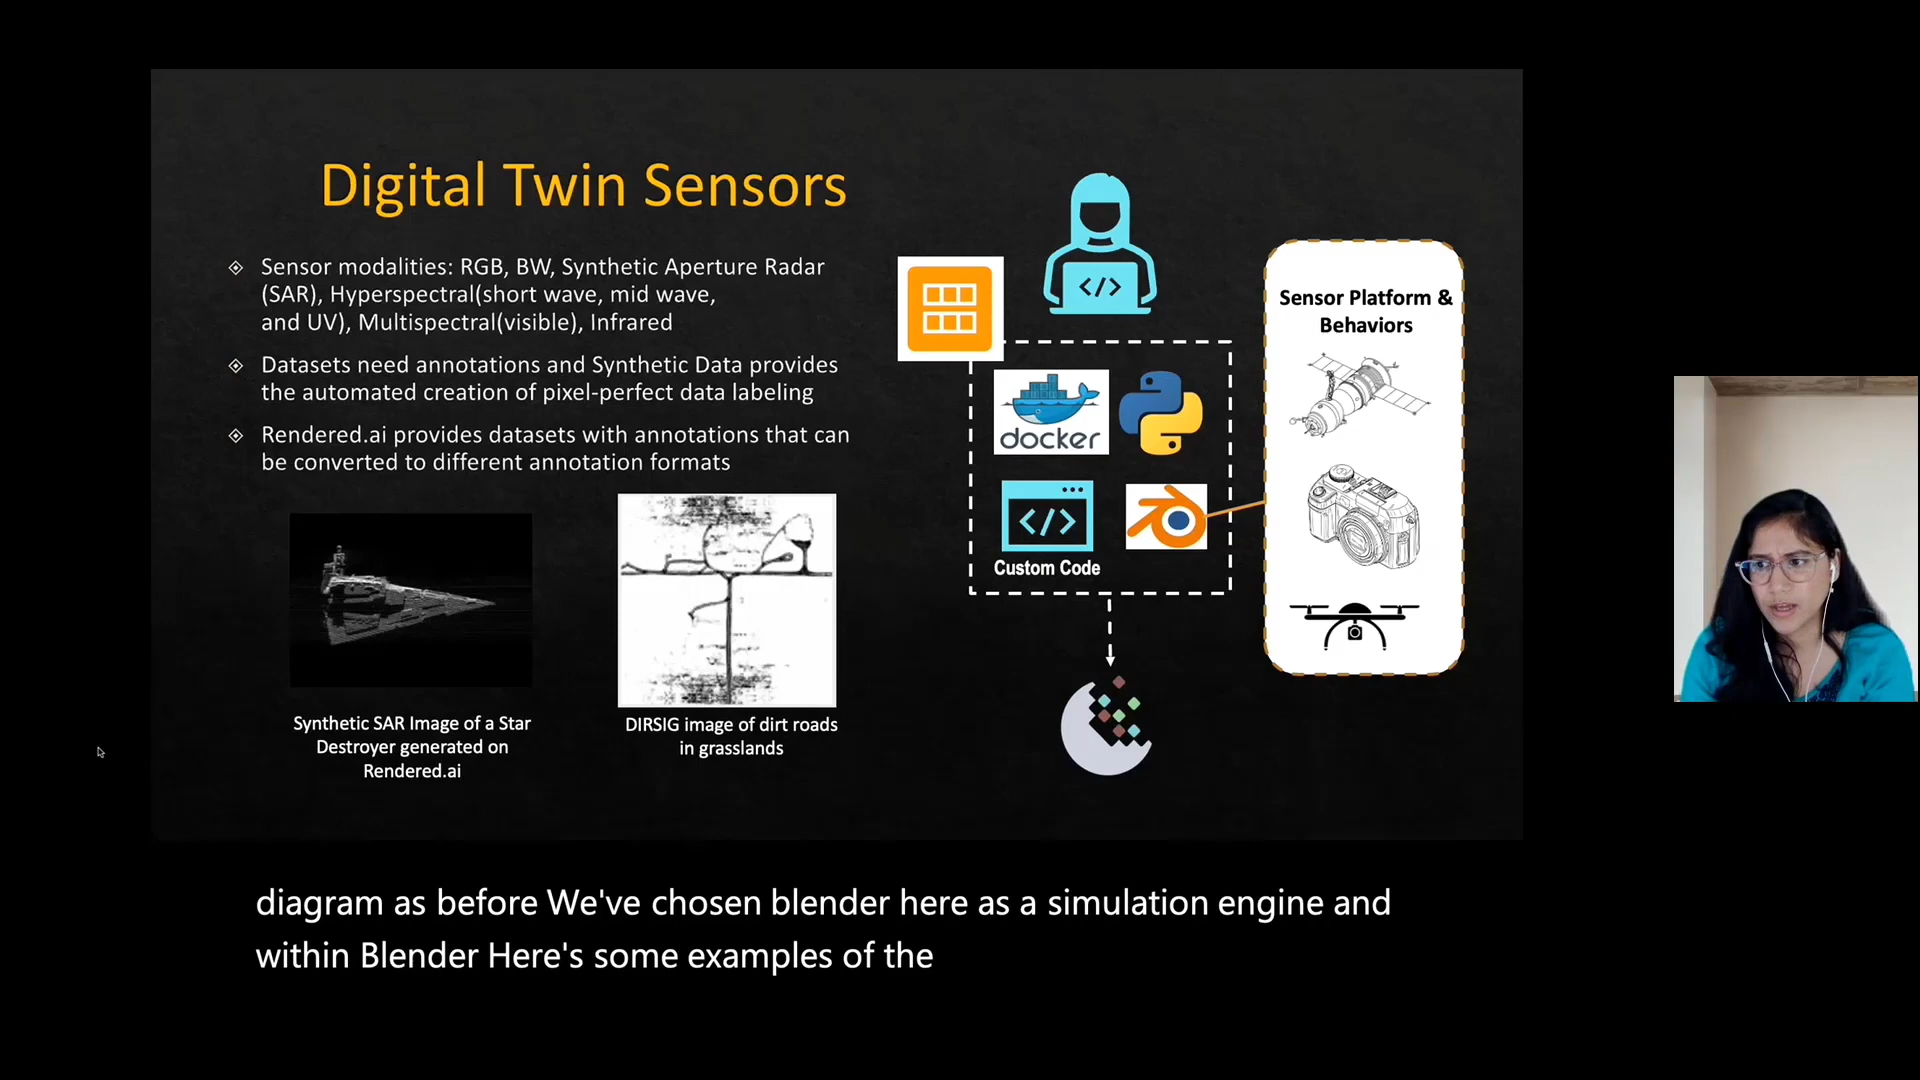 Digital Twin Sensors
Sensor modalities: RGB, BW, Synthetic Aperture Radar
(SAR), Hyperspectral(short wave, mid wave,
and UV), Multispectral(visible), Infrared
Datasets need annotations and Synthetic Data provides
the automated creation of pixel-perfect data labeling
Rendered.ai provides datasets with annotations that can
be converted to different annotation formats
Synthetic SAR Image of a Star
Destroyer generated on
Rendered.ai
DIRSIG image of dirt roads
in grasslands
</>
docker
</>
Custom Code
Sensor Platform &
Behaviors
diagram as before We've chosen blender here as a simulation engine and
within Blender Here's some examples of the